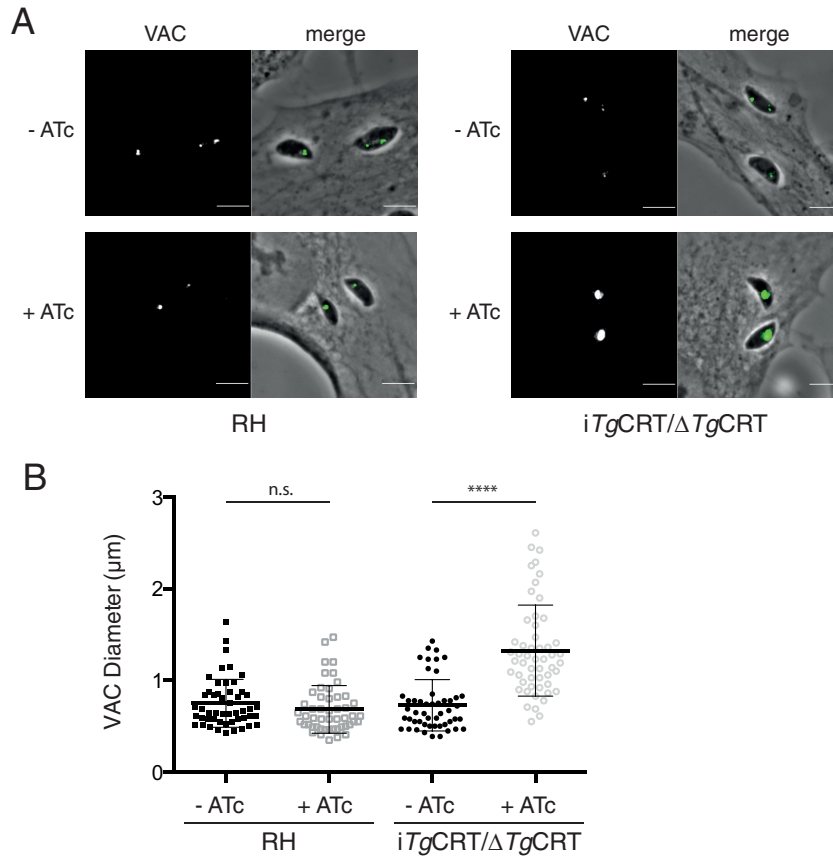 A
VAC merge
- ATc
+ ATc
RH
VAC merge
- ATc
+ ATc
iTgCRT/ΔTgCRT
B
n.s. ****
VAC Diameter (μm)
3
2
1
0
- ATc + ATc - ATc + ATc
RH iTgCRT/ΔTgCRT